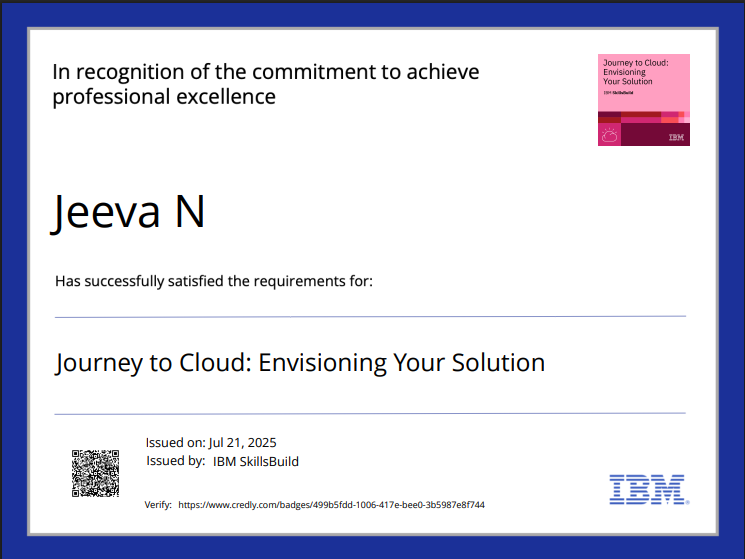 In recognition of the commitment to achieve
professional excellence
Journey to Cloud:
Envisioning
Your Solution
IBM SkillsBuild
IBM
Jeeva N
Has successfully satisfied the requirements for:
Journey to Cloud: Envisioning Your Solution
Issued on: Jul 21, 2025
Issued by: IBM SkillsBuild
Verify: https://www.credly.com/badges/499b5fdd-1006-417e-bee0-3b5987e8f744
IBM